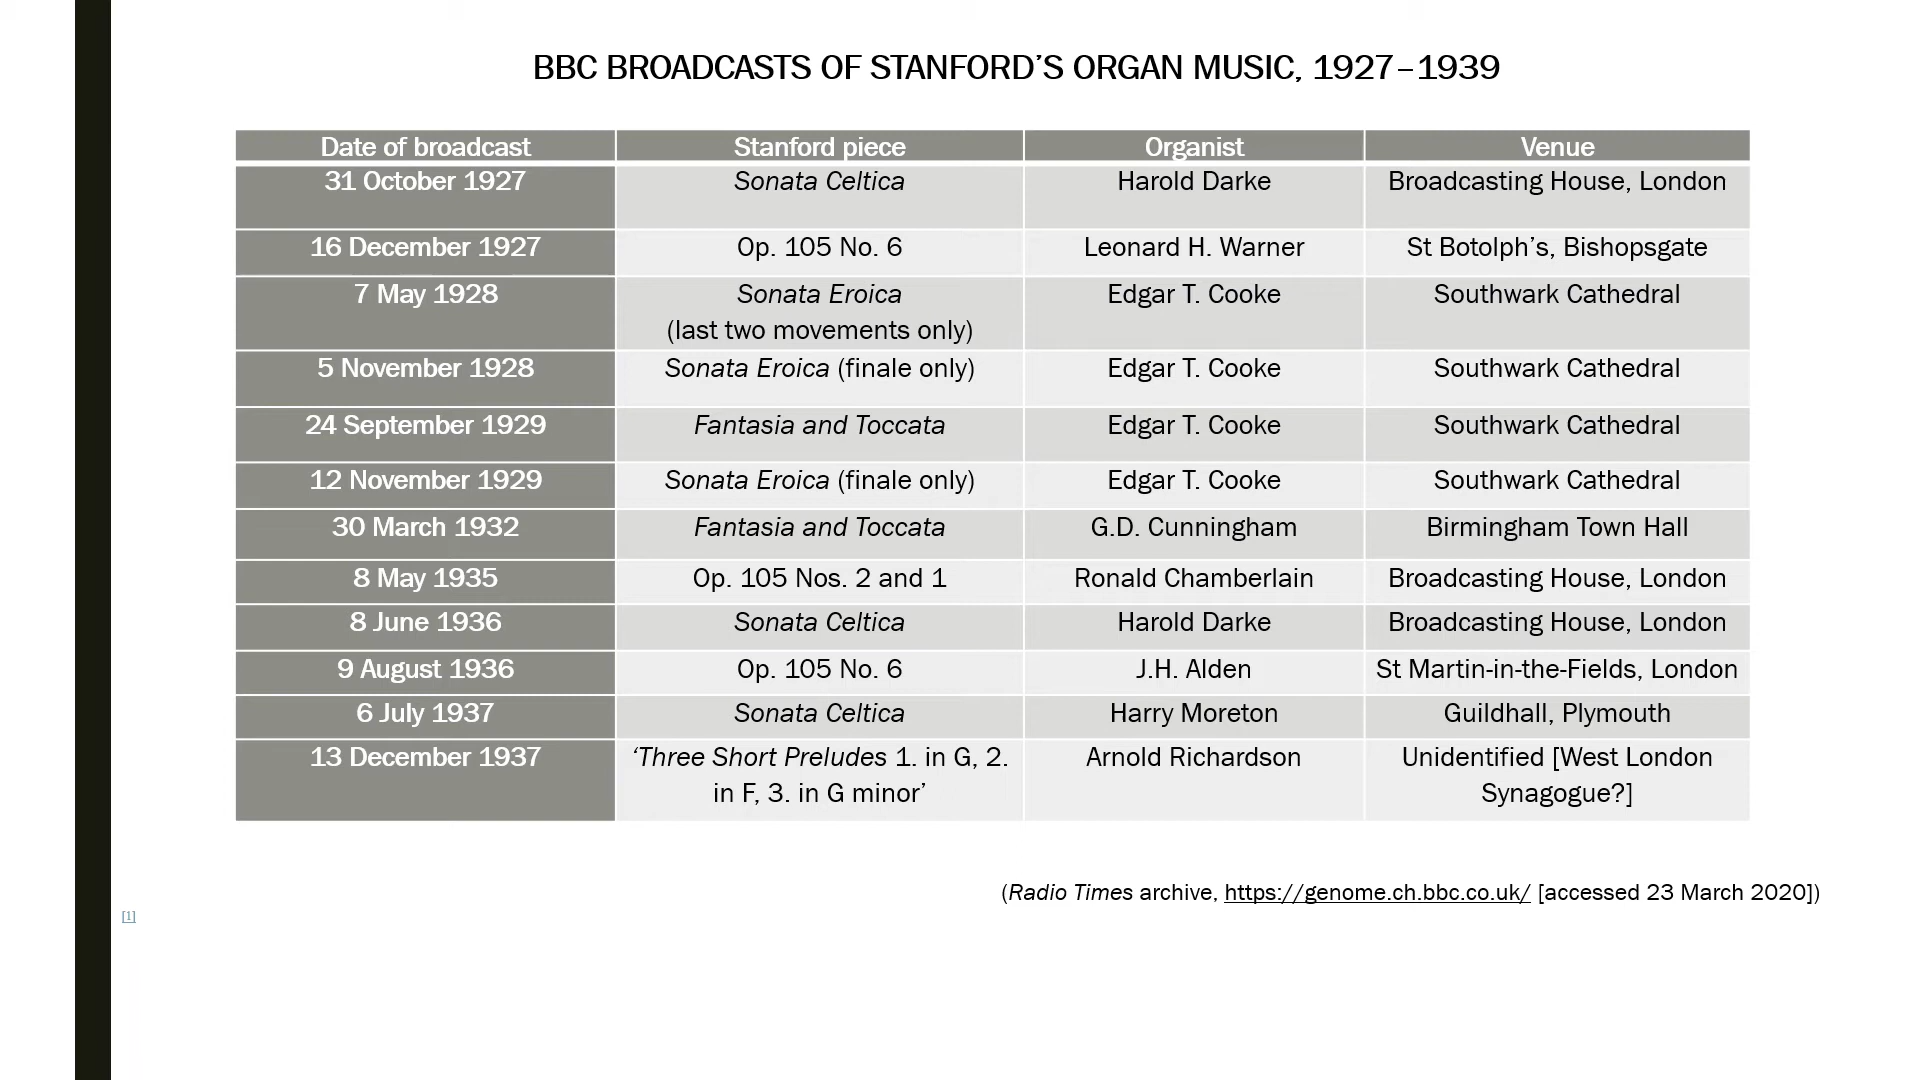 BBC BROADCASTS OF STANFORD’S ORGAN MUSIC, 1927–1939
Date of broadcast Stanford piece Organist Venue
31 October 1927 Sonata Celtica Harold Darke Broadcasting House, London
16 December 1927 Op. 105 No. 6 Leonard H. Warner St Botolph’s, Bishopsgate
7 May 1928 Sonata Eroica Edgar T. Cooke Southwark Cathedral
(last two movements only)
5 November 1928 Sonata Eroica (finale only) Edgar T. Cooke Southwark Cathedral
24 September 1929 Fantasia and Toccata Edgar T. Cooke Southwark Cathedral
12 November 1929 Sonata Eroica (finale only) Edgar T. Cooke Southwark Cathedral
30 March 1932 Fantasia and Toccata G.D. Cunningham Birmingham Town Hall
8 May 1935 Op. 105 Nos. 2 and 1 Ronald Chamberlain Broadcasting House, London
8 June 1936 Sonata Celtica Harold Darke Broadcasting House, London
9 August 1936 Op. 105 No. 6 J.H. Alden St Martin-in-the-Fields, London
6 July 1937 Sonata Celtica Harry Moreton Guildhall, Plymouth
13 December 1937 ‘Three Short Preludes 1. in G, 2. Arnold Richardson Unidentified [West London
in F, 3. in G minor’ Synagogue?]
(Radio Times archive, https://genome.ch.bbc.co.uk/ [accessed 23 March 2020])
[1]